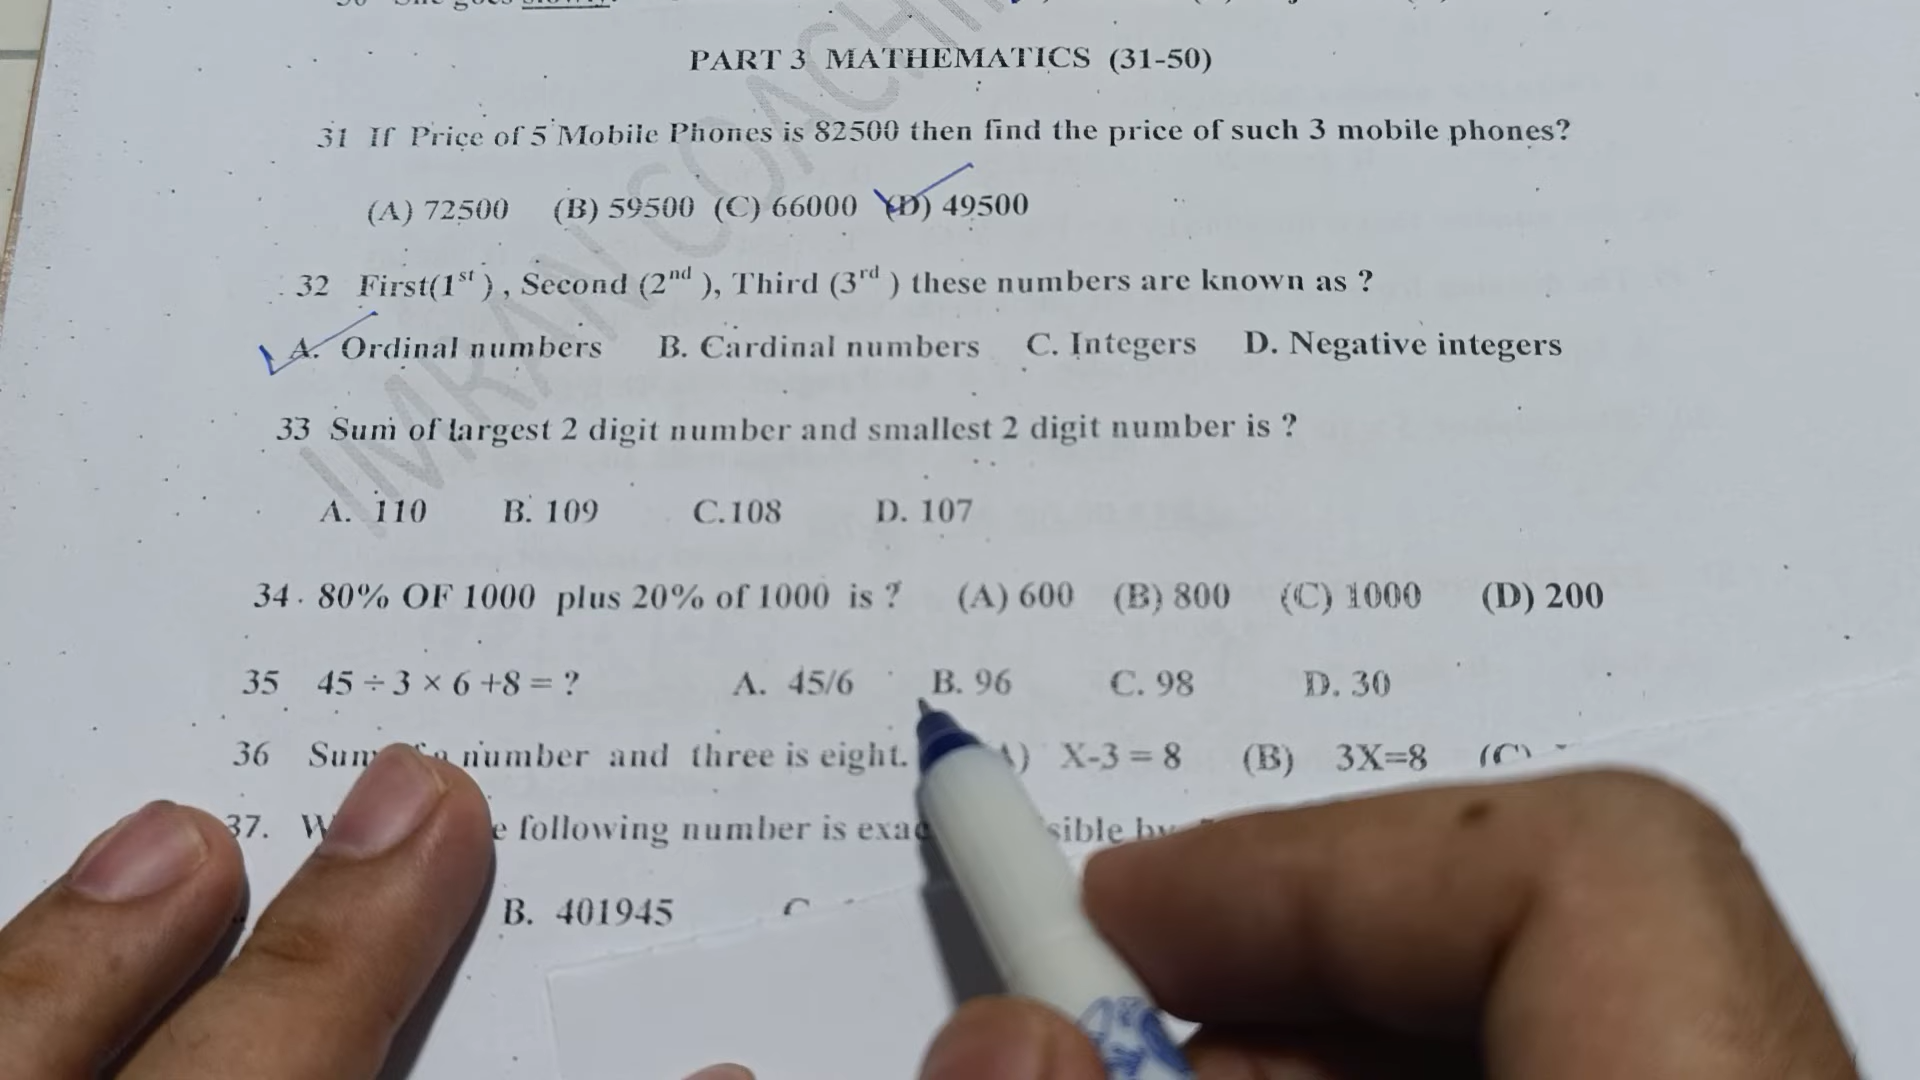 PART 3 MATHEMATICS (31-50)
31 If Price of 5 Mobile Phones is 82500 then find the price of such 3 mobile phones?
(A) 72500 (B) 59500 (C) 66000 (D) 49500
32 First(1st), Second (2nd), Third (3rd) these numbers are known as ?
A. Ordinal numbers B. Cardinal numbers C. Integers D. Negative integers
33 Sum of largest 2 digit number and smallest 2 digit number is ?
A. 110 B. 109 C.108 D. 107
34. 80% OF 1000 plus 20% of 1000 is ? (A) 600 (B) 800 (C) 1000 (D) 200
35 45 ÷ 3 × 6 +8 = ? A. 45/6 B. 96 C. 98 D. 30
36 number and three is eight. X-3 = 8 (B) 3X=8
37. following number is
B. 401945
IMRAN COACHIN